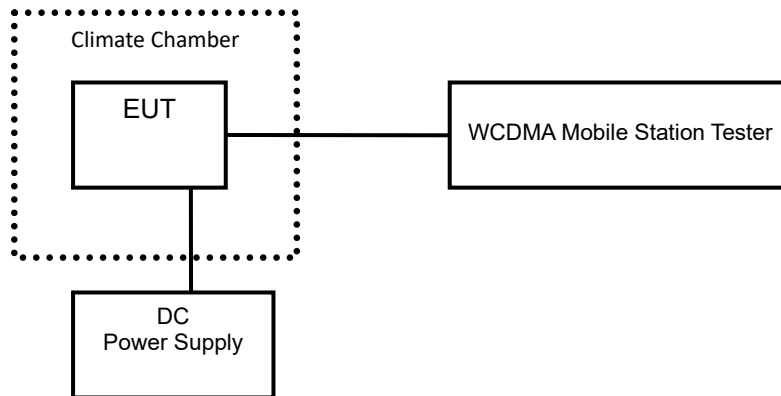 Climate Chamber
EUT
WCDMA Mobile Station Tester
DC
Power Supply